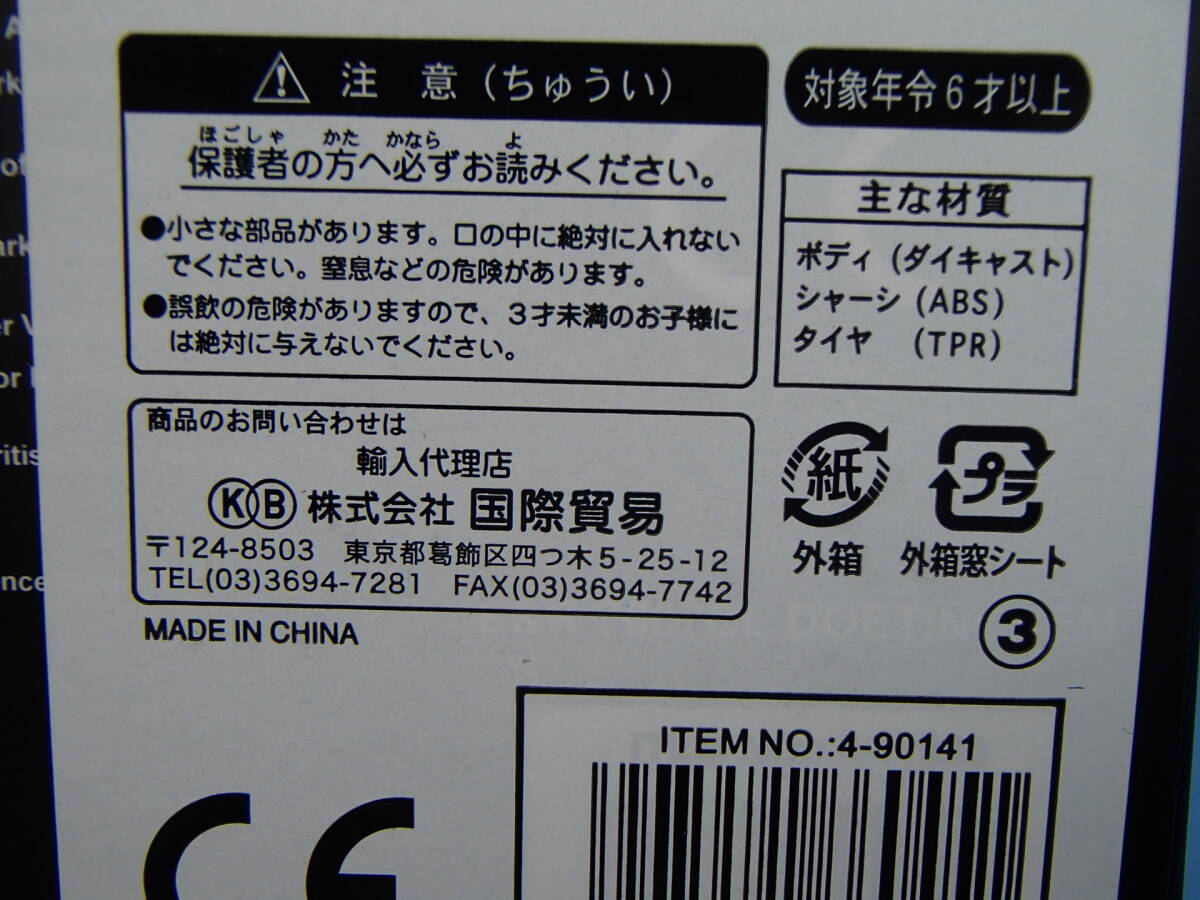 注 意（ちゅうい）
ほごしゃ かた かなら よ
保護者の方へ必ずお読みください。
●小さな部品があります。口の中に絶対に入れない
でください。窒息などの危険があります。
●誤飲の危険がありますので、3才未満のお子様に
は絶対に与えないでください。
対象年令6才以上
主な材質
ボディ（ダイキャスト）
シャーシ（ABS）
タイヤ （TPR）
商品のお問い合わせは
輸入代理店
KB 株式会社 国際貿易
〒124-8503 東京都葛飾区四つ木5-25-12
TEL(03)3694-7281 FAX(03)3694-7742
MADE IN CHINA
紙
外箱
プラ
外箱窓シート
③
ITEM NO.:4-90141
CE